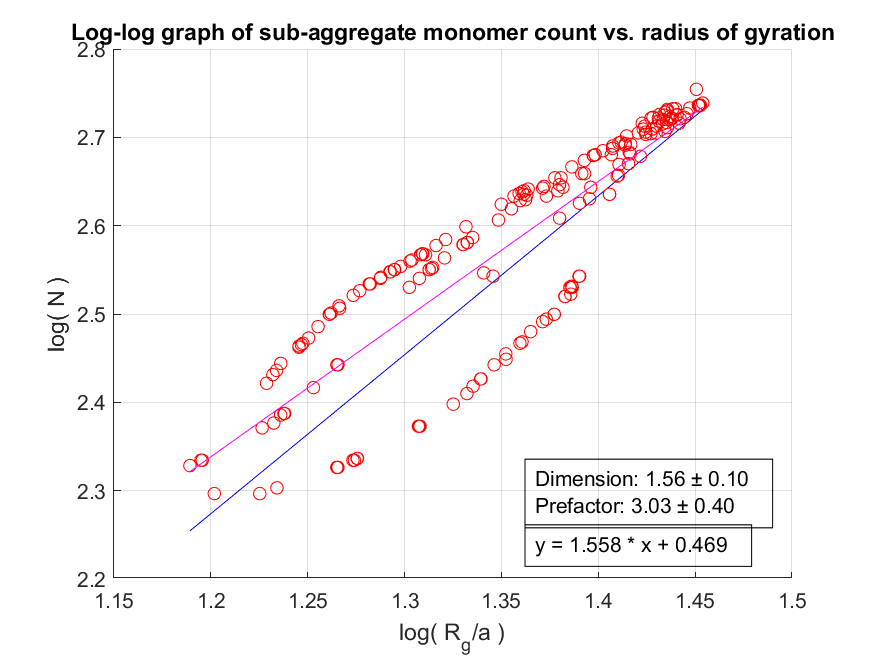 Log-log graph of sub-aggregate monomer count vs. radius of gyration
2.8
2.7
2.6
2.5
2.4
2.3
2.2
log( N )
Dimension: 1.56 ± 0.10
Prefactor: 3.03 ± 0.40
y = 1.558 * x + 0.469
1.15 1.2 1.25 1.3 1.35 1.4 1.45 1.5
log( Rg/a )